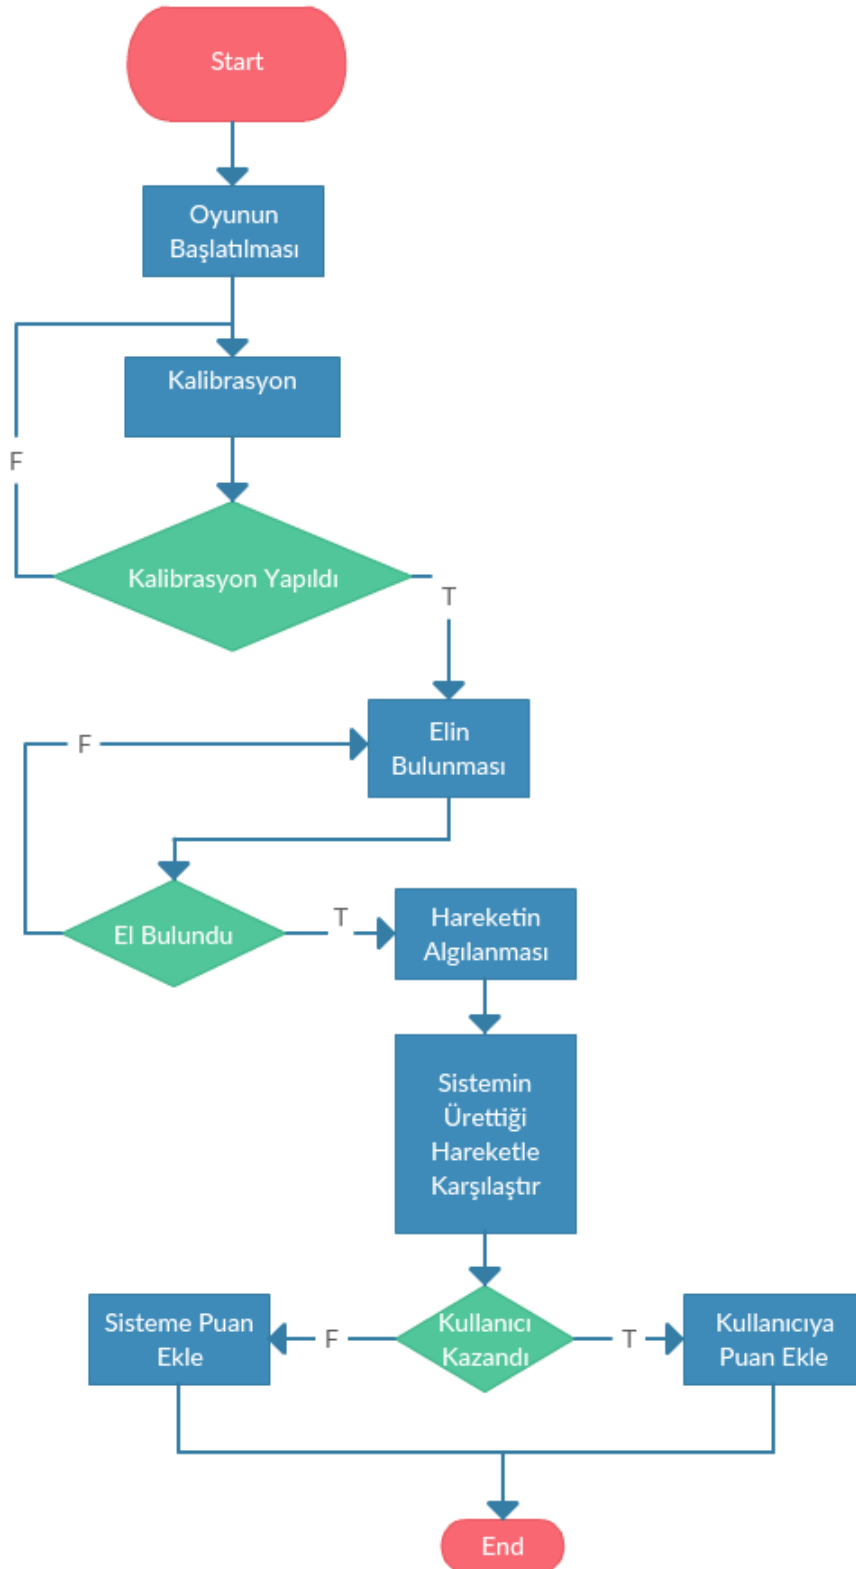 Start
Oyunun
Başlatılması
Kalibrasyon
F
Kalibrasyon Yapıldı
T
Elin
Bulunması
F
El Bulundu
T
Hareketin
Algılanması
Sistemin
Ürettiği
Hareketle
Karşılaştır
Sisteme Puan
Ekle
F
Kullanıcı
Kazandı
T
Kullanıcıya
Puan Ekle
End